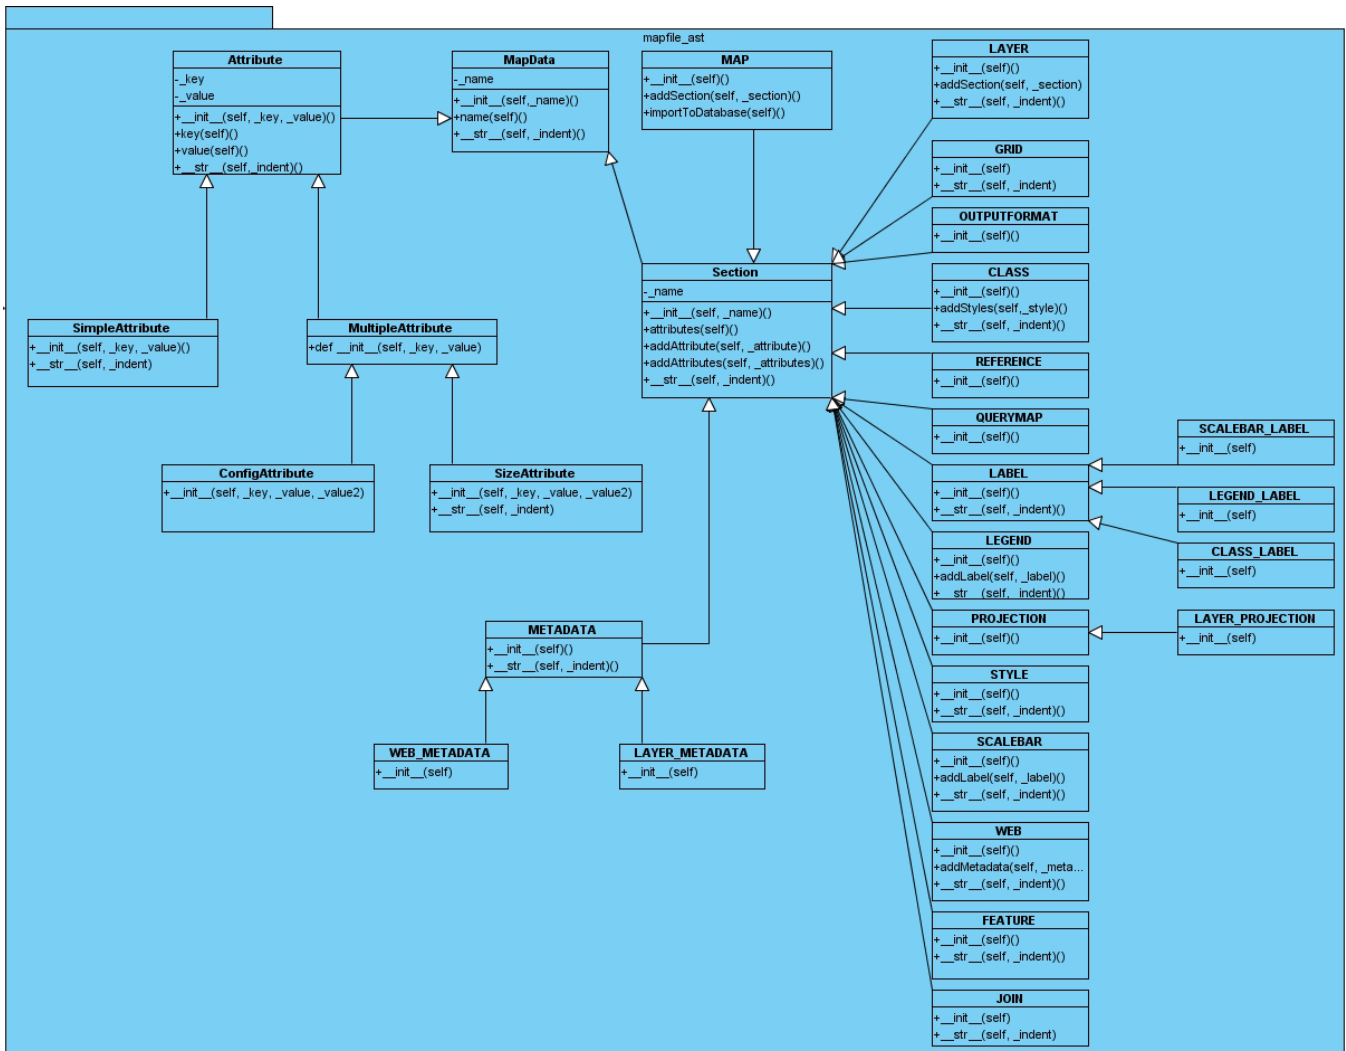 mapfile_ast
Attribute
-_key
-_value
+__init__(self, _key, _value)()
+key(self)()
+value(self)()
+__str__(self,_indent)()
MapData
-_name
+__init__(self,_name)()
+name(self)()
+__str__(self, _indent)()
MAP
+__init__(self)()
+addSection(self, _section)()
+importToDatabase(self)()
LAYER
+__init__(self)()
+addSection(self, _section)
+__str__(self, _indent)()
GRID
+__init__(self)
+__str__(self, _indent)
OUTPUTFORMAT
+__init__(self)()
Section
-_name
+__init__(self, _name)()
+attributes(self)()
+addAttribute(self, _attribute)()
+addAttributes(self, _attributes)()
+__str__(self, _indent)()
CLASS
+__init__(self)()
+addStyles(self,_style)()
+__str__(self, _indent)()
SimpleAttribute
+__init__(self, _key, _value)()
+__str__(self, _indent)
MultipleAttribute
+def __init__(self, _key, _value)
REFERENCE
+__init__(self)()
QUERYMAP
+__init__(self)()
ConfigAttribute
+__init__(self, _key, _value, _value2)
SizeAttribute
+__init__(self, _key, _value, _value2)
+__str__(self, _indent)
LABEL
+__init__(self)()
+__str__(self, _indent)()
SCALEBAR_LABEL
+__init__(self)
LEGEND_LABEL
+__init__(self)
CLASS_LABEL
+__init__(self)
LEGEND
+__init__(self)()
+addLabel(self, _label)()
+__str__(self, _indent)()
PROJECTION
+__init__(self)()
LAYER_PROJECTION
+__init__(self)
METADATA
+__init__(self)()
+__str__(self, _indent)()
STYLE
+__init__(self)()
+__str__(self, _indent)()
WEB_METADATA
+__init__(self)
LAYER_METADATA
+__init__(self)
SCALEBAR
+__init__(self)()
+addLabel(self, _label)()
+__str__(self, _indent)()
WEB
+__init__(self)()
+addMetadata(self, _meta...
+__str__(self, _indent)()
FEATURE
+__init__(self)()
+__str__(self, _indent)()
JOIN
+__init__(self)
+__str__(self, _indent)